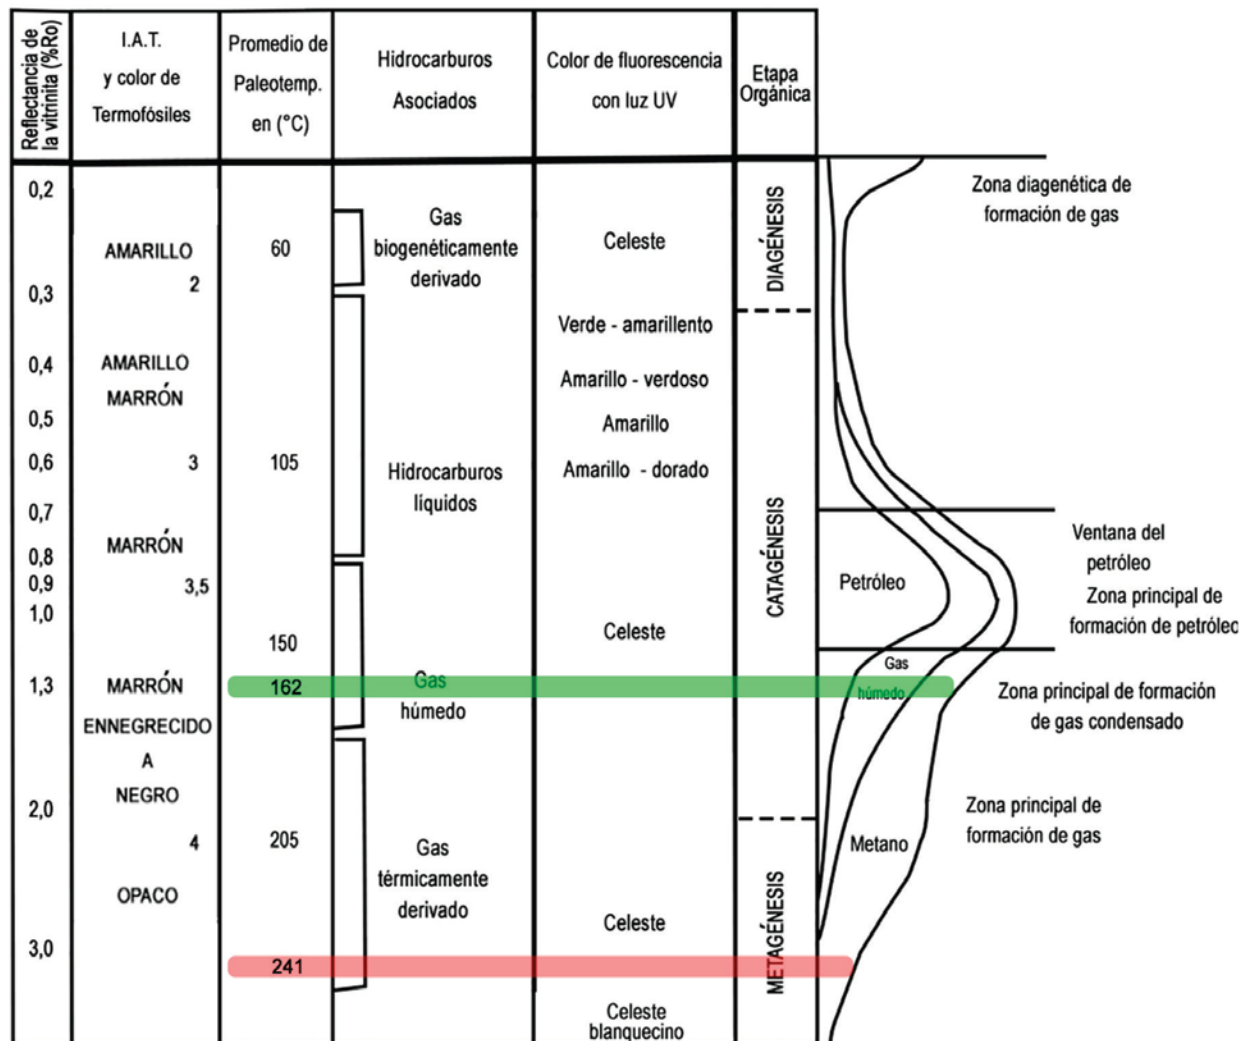 Reflectancia de
la vitrinita (%Ro)
I.A.T.
y color de
Termofósiles
Promedio de
Paleotemp.
en (°C)
Hidrocarburos
Asociados
Color de fluorescencia
con luz UV
Etapa
Orgánica
0,2
0,3
0,4
0,5
0,6
0,7
0,8
0,9
1,0
1,3
2,0
3,0
AMARILLO
2
AMARILLO
MARRÓN
3
MARRÓN
3,5
MARRÓN
ENNEGRECIDO
A
NEGRO
4
OPACO
60
105
150
162
205
241
Gas
biogenéticamente
derivado
Hidrocarburos
líquidos
Gas
húmedo
Gas
térmicamente
derivado
Celeste
Verde - amarillento
Amarillo - verdoso
Amarillo
Amarillo - dorado
Celeste
Celeste
Celeste
blanquecino
DIAGÉNESIS
CATAGÉNESIS
METAGÉNESIS
Petróleo
Gas
húmedo
Metano
Zona diagenética de
formación de gas
Ventana del
petróleo
Zona principal de
formación de petróleo
Zona principal de formación
de gas condensado
Zona principal de
formación de gas